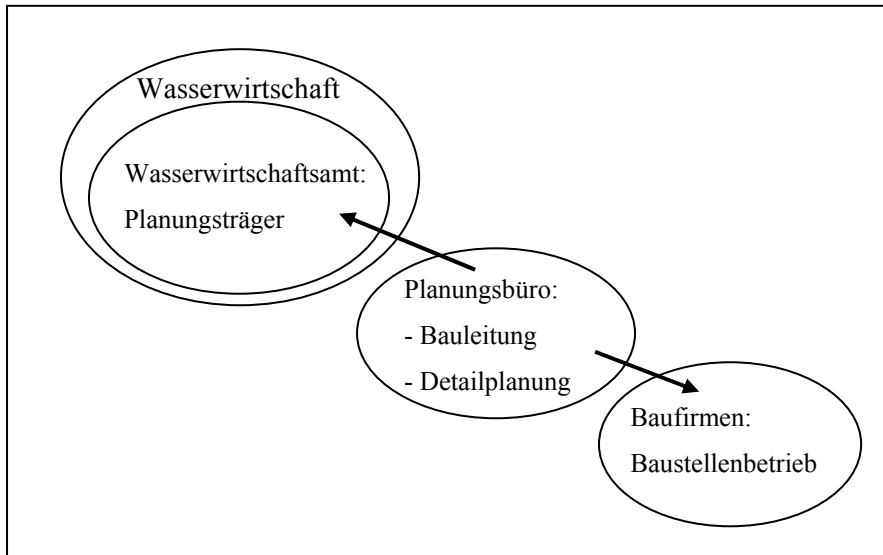 Wasserwirtschaft
Wasserwirtschaftsamt:
Planungsträger
Planungsbüro:
- Bauleitung
- Detailplanung
Baufirmen:
Baustellenbetrieb